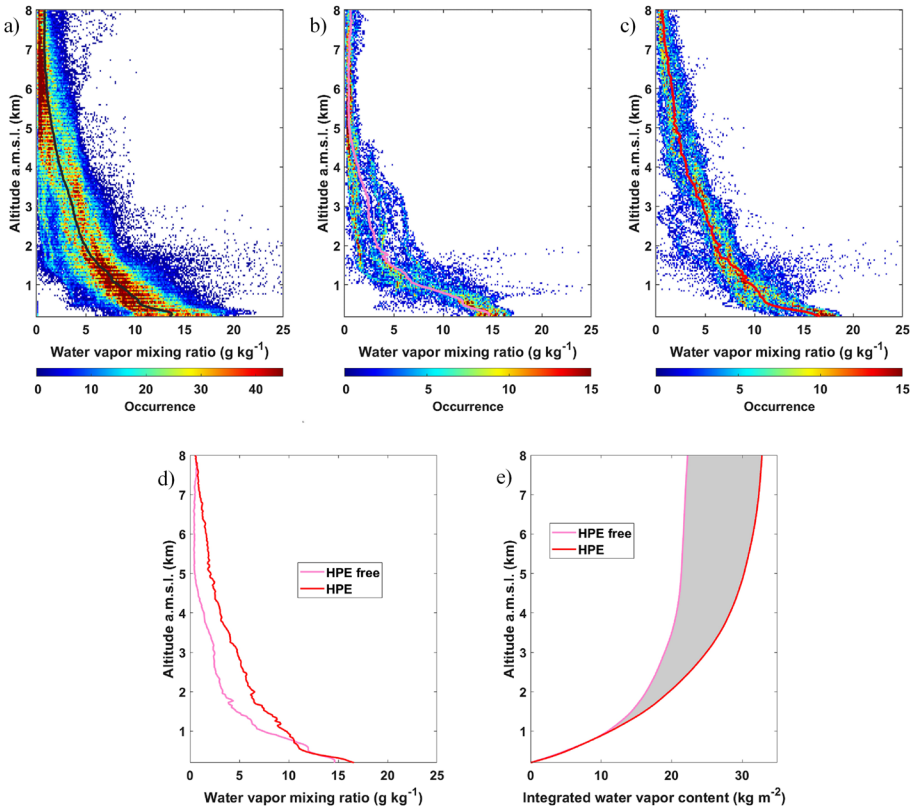 a)
b)
c)
8
7
6
5
4
3
2
1
Altitude a.m.s.l. (km)
0 5 10 15 20 25
Water vapor mixing ratio (g kg-1)
0 10 20 30 40
Occurrence
8
7
6
5
4
3
2
1
Altitude a.m.s.l. (km)
0 5 10 15 20 25
Water vapor mixing ratio (g kg-1)
0 5 10 15
Occurrence
8
7
6
5
4
3
2
1
Altitude a.m.s.l. (km)
0 5 10 15 20 25
Water vapor mixing ratio (g kg-1)
0 5 10 15
Occurrence
d)
8
7
6
5
4
3
2
1
Altitude a.m.s.l. (km)
HPE free
HPE
0 5 10 15 20 25
Water vapor mixing ratio (g kg-1)
e)
8
7
6
5
4
3
2
1
Altitude a.m.s.l. (km)
HPE free
HPE
0 10 20 30
Integrated water vapor content (kg m-2)